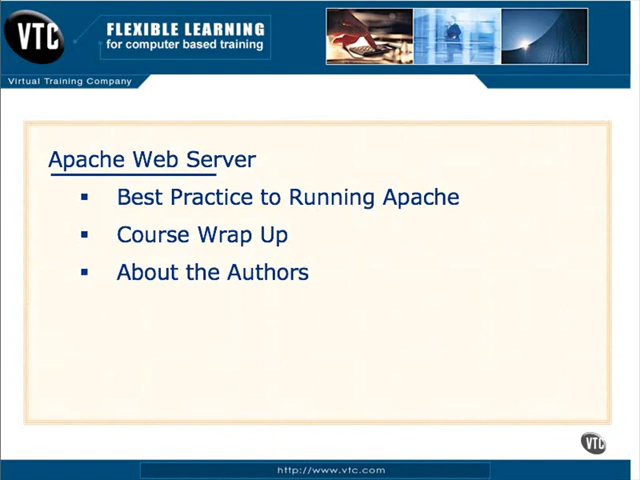 VTC
FLEXIBLE LEARNING
for computer based training
Virtual Training Company
Apache Web Server
Best Practice to Running Apache
Course Wrap Up
About the Authors
VTC
http://www.vtc.com